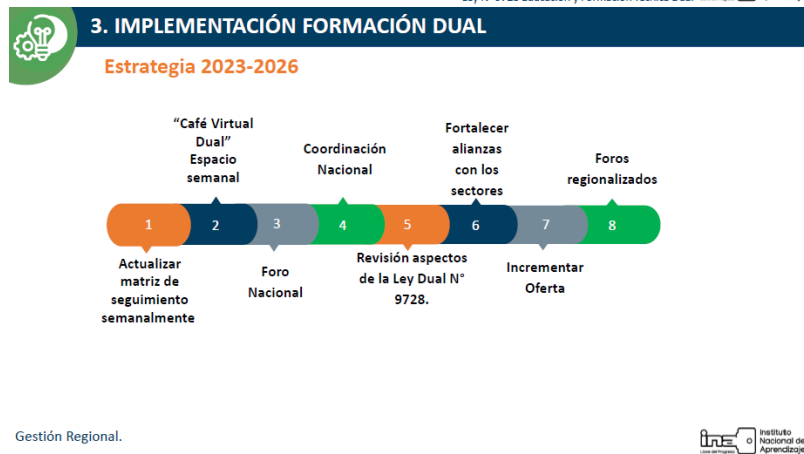 3. IMPLEMENTACIÓN FORMACIÓN DUAL
Estrategia 2023-2026
“Café Virtual
Dual”
Espacio
semanal
Coordinación
Nacional
Fortalecer
alianzas
con los
sectores
Foros
regionalizados
1
2
3
4
5
6
7
8
Actualizar
matriz de
seguimiento
semanalmente
Foro
Nacional
Revisión aspectos
de la Ley Dual N°
9728.
Incrementar
Oferta
Gestión Regional.
ina
Instituto
Nacional de
Aprendizaje